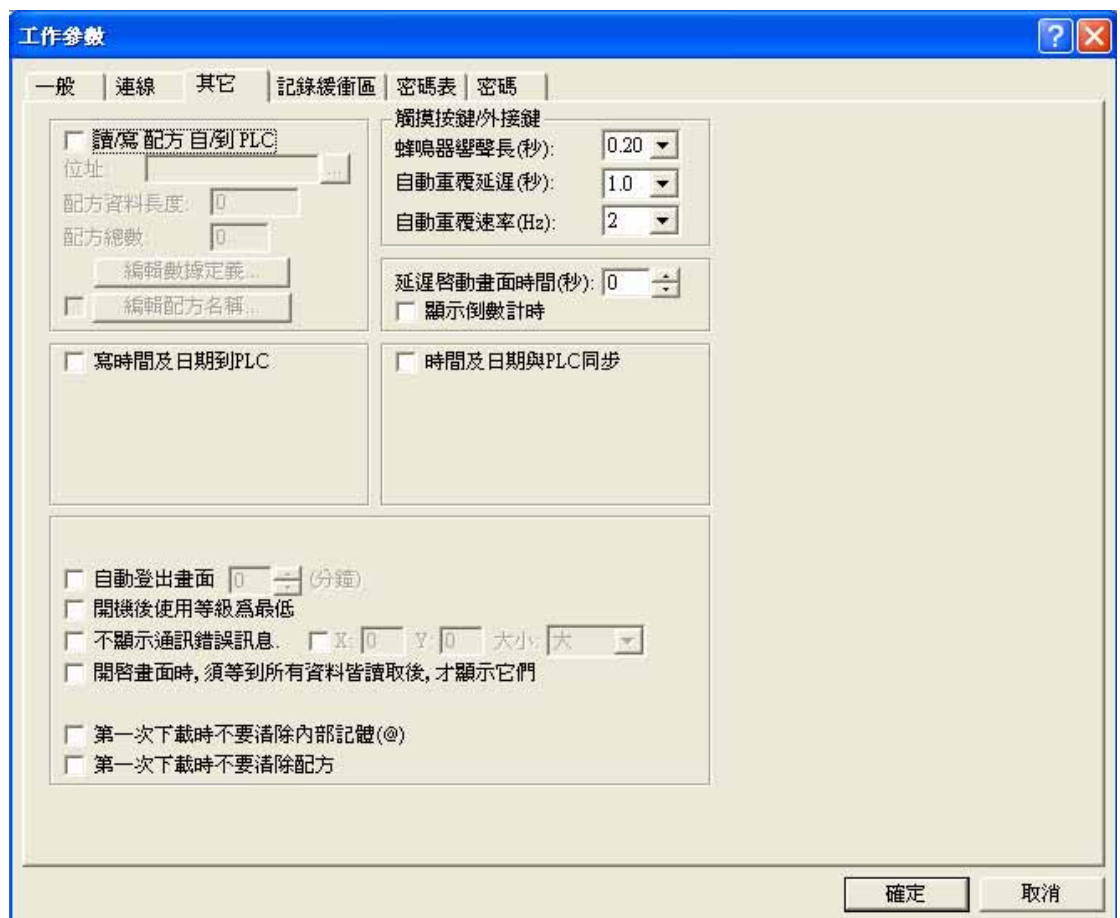 工作參數
一般 連線 其它 記錄緩衝區 密碼表 密碼
讀/寫 配方 自/到 PLC
位址: ...
配方資料長度: 0
配方總數: 0
編輯數據定義...
編輯配方名稱...
觸摸按鍵/外接鍵
蜂鳴器響聲長(秒): 0.20
自動重覆延遲(秒): 1.0
自動重覆速率(Hz): 2
延遲啓動畫面時間(秒): 0
顯示倒數計時
寫時間及日期到PLC
時間及日期與PLC同步
自動登出畫面 0 (分鐘)
開機後使用等級爲最低
不顯示通訊錯誤訊息. X: 0 Y: 0 大小: 大
開啓畫面時, 須等到所有資料皆讀取後, 才顯示它們
第一次下載時不要清除內部記體(@)
第一次下載時不要清除配方
確定 取消